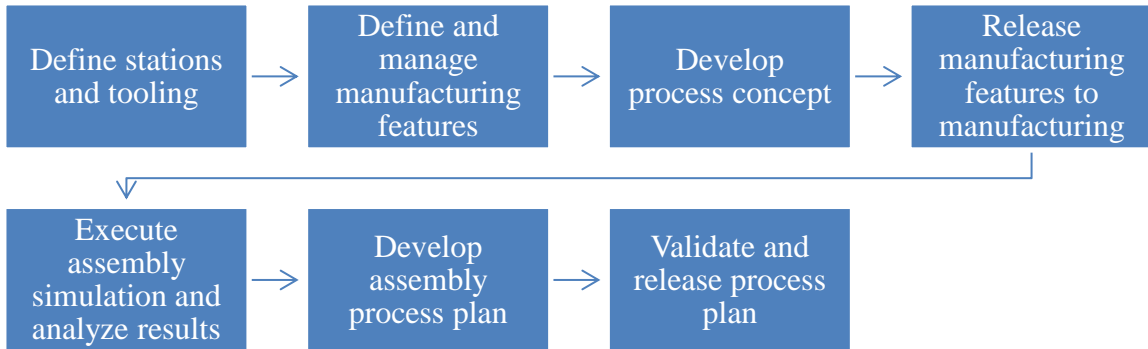 Define stations
and tooling
Define and
manage
manufacturing
features
Develop
process concept
Release
manufacturing
features to
manufacturing
Execute
assembly
simulation and
analyze results
Develop
assembly
process plan
Validate and
release process
plan